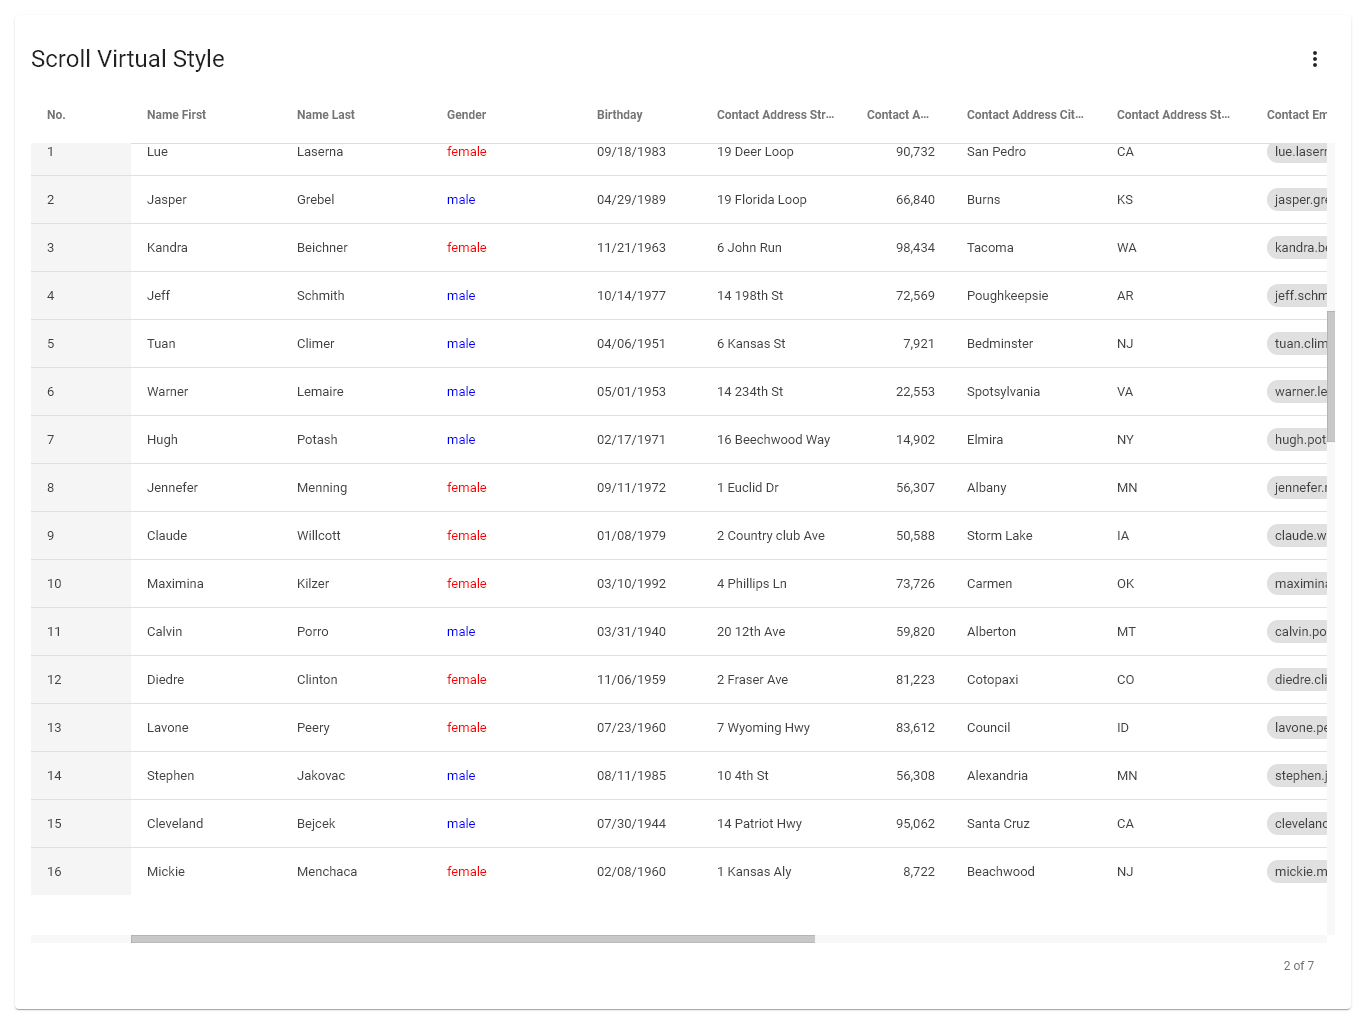 Scroll Virtual Style
No. Name First Name Last Gender Birthday Contact Address Str... Contact A... Contact Address Cit... Contact Address St... Contact Em
1 Lue Laserna female 09/18/1983 19 Deer Loop 90,732 San Pedro CA lue.lasern
2 Jasper Grebel male 04/29/1989 19 Florida Loop 66,840 Burns KS jasper.gre
3 Kandra Beichner female 11/21/1963 6 John Run 98,434 Tacoma WA kandra.be
4 Jeff Schmith male 10/14/1977 14 198th St 72,569 Poughkeepsie AR jeff.schm
5 Tuan Climer male 04/06/1951 6 Kansas St 7,921 Bedminster NJ tuan.clim
6 Warner Lemaire male 05/01/1953 14 234th St 22,553 Spotsylvania VA warner.le
7 Hugh Potash male 02/17/1971 16 Beechwood Way 14,902 Elmira NY hugh.pot
8 Jennefer Menning female 09/11/1972 1 Euclid Dr 56,307 Albany MN jennefer.r
9 Claude Willcott female 01/08/1979 2 Country club Ave 50,588 Storm Lake IA claude.w
10 Maximina Kilzer female 03/10/1992 4 Phillips Ln 73,726 Carmen OK maximina
11 Calvin Porro male 03/31/1940 20 12th Ave 59,820 Alberton MT calvin.po
12 Diedre Clinton female 11/06/1959 2 Fraser Ave 81,223 Cotopaxi CO diedre.cli
13 Lavone Peery female 07/23/1960 7 Wyoming Hwy 83,612 Council ID lavone.pe
14 Stephen Jakovac male 08/11/1985 10 4th St 56,308 Alexandria MN stephen.j
15 Cleveland Bejcek male 07/30/1944 14 Patriot Hwy 95,062 Santa Cruz CA clevelanc
16 Mickie Menchaca female 02/08/1960 1 Kansas Aly 8,722 Beachwood NJ mickie.m
2 of 7